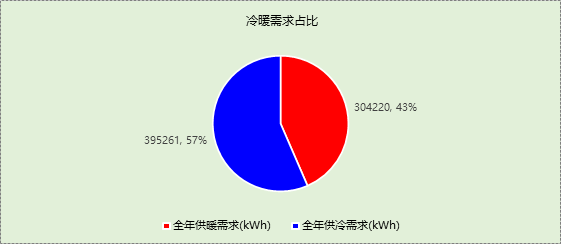 冷暖需求占比
304220, 43%
395261, 57%
全年供暖需求(kWh)
全年供冷需求(kWh)